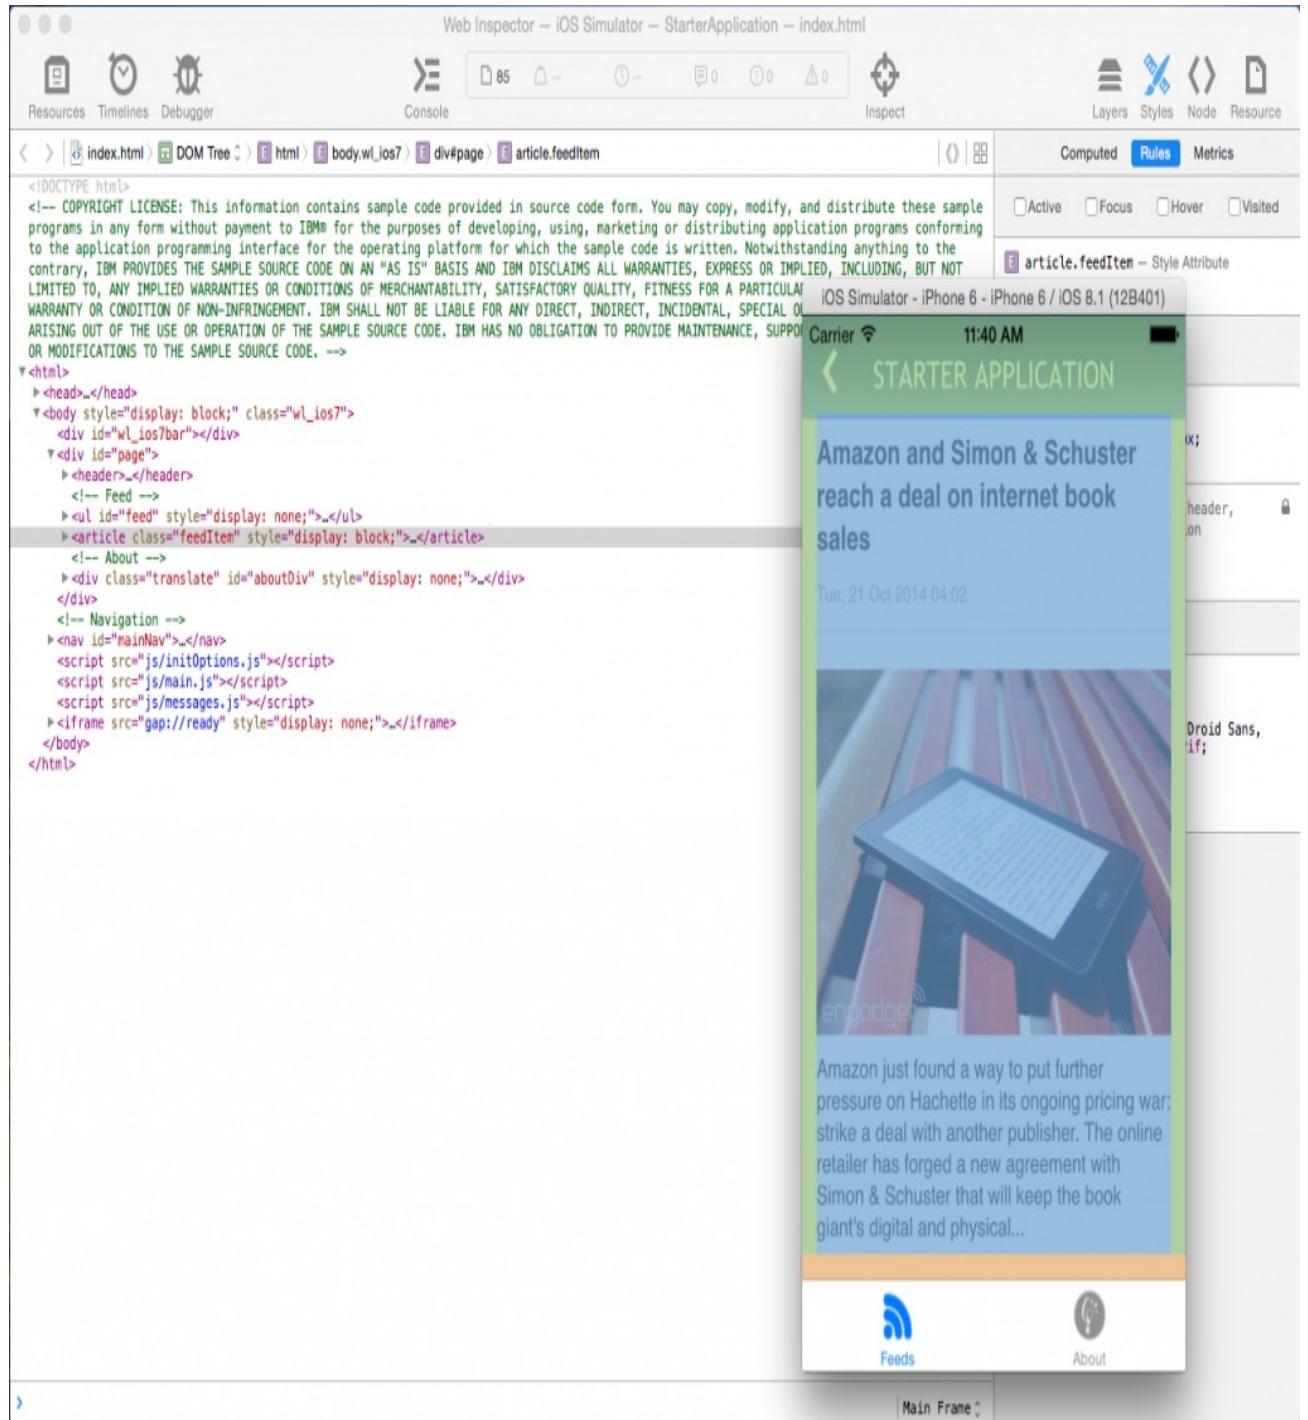 Web Inspector — iOS Simulator — StarterApplication — index.html
Resources Timelines Debugger Console 85 – – 0 0 0 Inspect Layers Styles Node Resource
index.html DOM Tree E html E body.wl_ios7 E div#page E article.feedItem
Computed Rules Metrics
Active Focus Hover Visited
E article.feedItem — Style Attribute
<!DOCTYPE html>
<!-- COPYRIGHT LICENSE: This information contains sample code provided in source code form. You may copy, modify, and distribute these sample
programs in any form without payment to IBM® for the purposes of developing, using, marketing or distributing application programs conforming
to the application programming interface for the operating platform for which the sample code is written. Notwithstanding anything to the
contrary, IBM PROVIDES THE SAMPLE SOURCE CODE ON AN "AS IS" BASIS AND IBM DISCLAIMS ALL WARRANTIES, EXPRESS OR IMPLIED, INCLUDING, BUT NOT
LIMITED TO, ANY IMPLIED WARRANTIES OR CONDITIONS OF MERCHANTABILITY, SATISFACTORY QUALITY, FITNESS FOR A PARTICULA
WARRANTY OR CONDITION OF NON-INFRINGEMENT. IBM SHALL NOT BE LIABLE FOR ANY DIRECT, INDIRECT, INCIDENTAL, SPECIAL O
ARISING OUT OF THE USE OR OPERATION OF THE SAMPLE SOURCE CODE. IBM HAS NO OBLIGATION TO PROVIDE MAINTENANCE, SUPPO
OR MODIFICATIONS TO THE SAMPLE SOURCE CODE. -->
<html>
<head>…</head>
<body style="display: block;" class="wl_ios7">
<div id="wl_ios7bar"></div>
<div id="page">
<header>…</header>
<!-- Feed -->
<ul id="feed" style="display: none;">…</ul>
<article class="feedItem" style="display: block;">…</article>
<!-- About -->
<div class="translate" id="aboutDiv" style="display: none;">…</div>
</div>
<!-- Navigation -->
<nav id="mainNav">…</nav>
<script src="js/initOptions.js"></script>
<script src="js/main.js"></script>
<script src="js/messages.js"></script>
<iframe src="gap://ready" style="display: none;">…</iframe>
</body>
</html>
iOS Simulator - iPhone 6 - iPhone 6 / iOS 8.1 (12B401)
Carrier 11:40 AM
STARTER APPLICATION
Amazon and Simon & Schuster
reach a deal on internet book
sales
Tue, 21 Oct 2014 04:02
engadget
Amazon just found a way to put further
pressure on Hachette in its ongoing pricing war:
strike a deal with another publisher. The online
retailer has forged a new agreement with
Simon & Schuster that will keep the book
giant's digital and physical...
Feeds About
x;
header,
on
Droid Sans,
if;
Main Frame